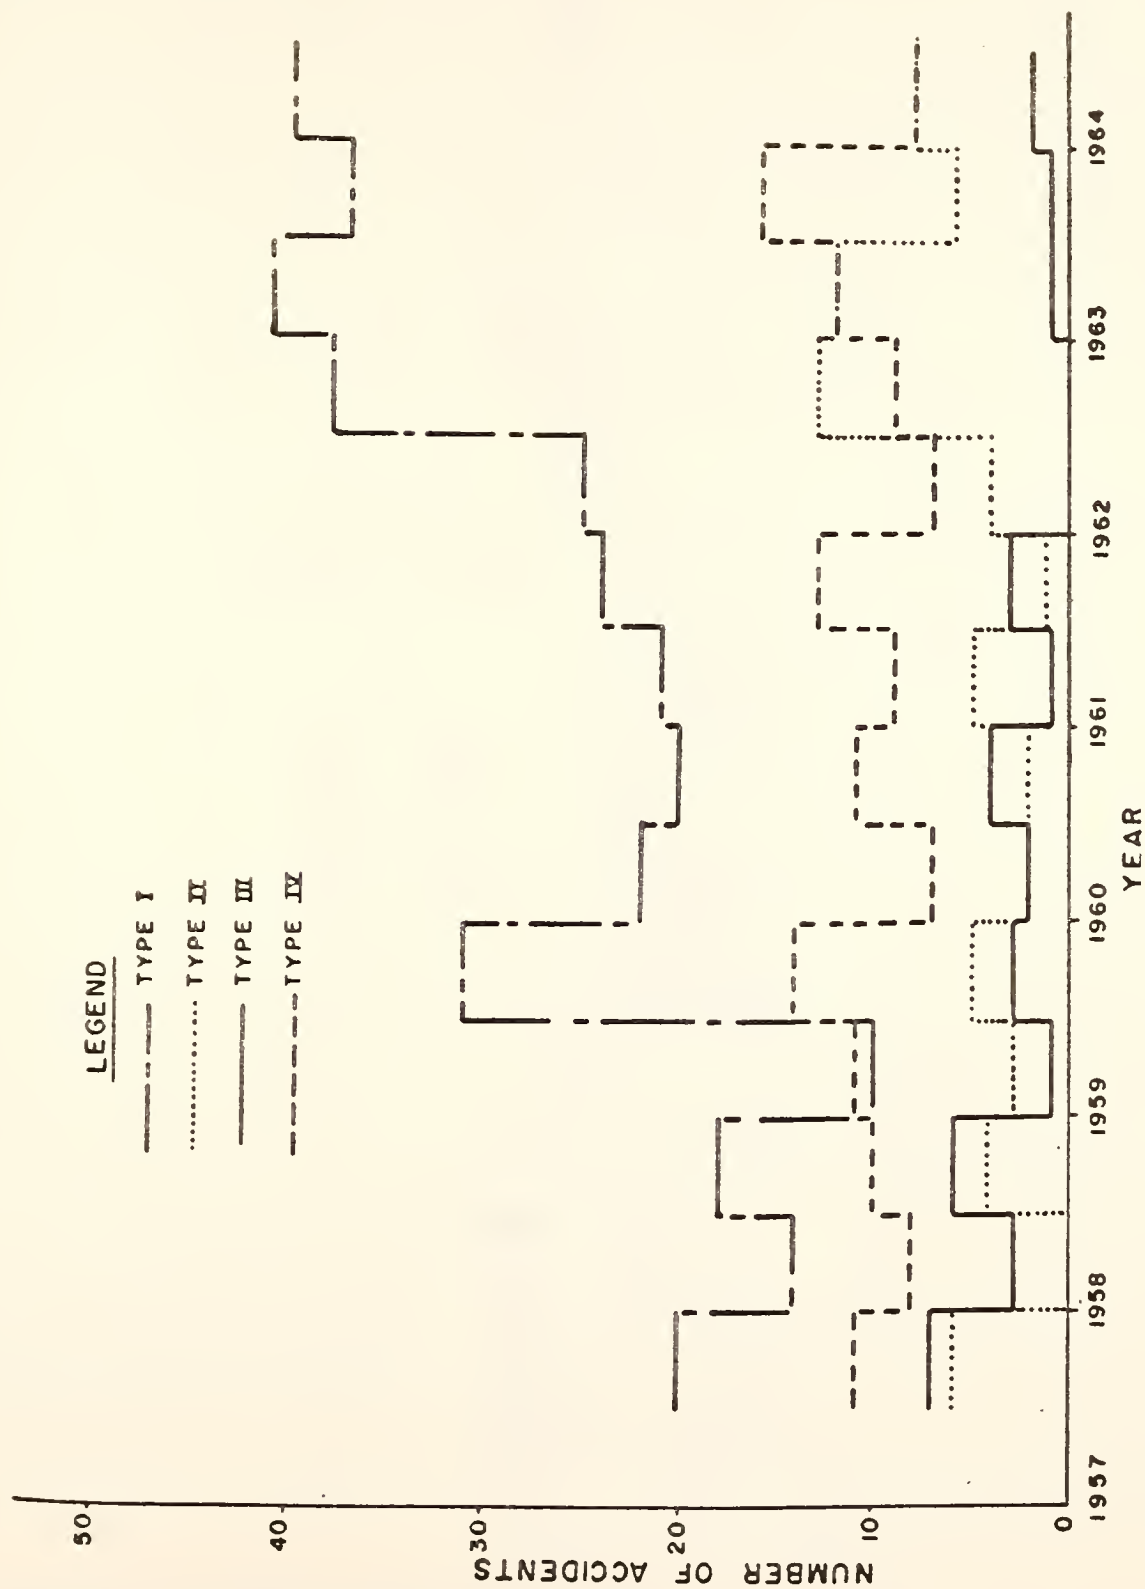 LEGEND
TYPE I
TYPE II
TYPE III
TYPE IV
NUMBER OF ACCIDENTS
50
40
30
20
10
0
1957
1958
1959
1960
1961
1962
1963
1964
YEAR